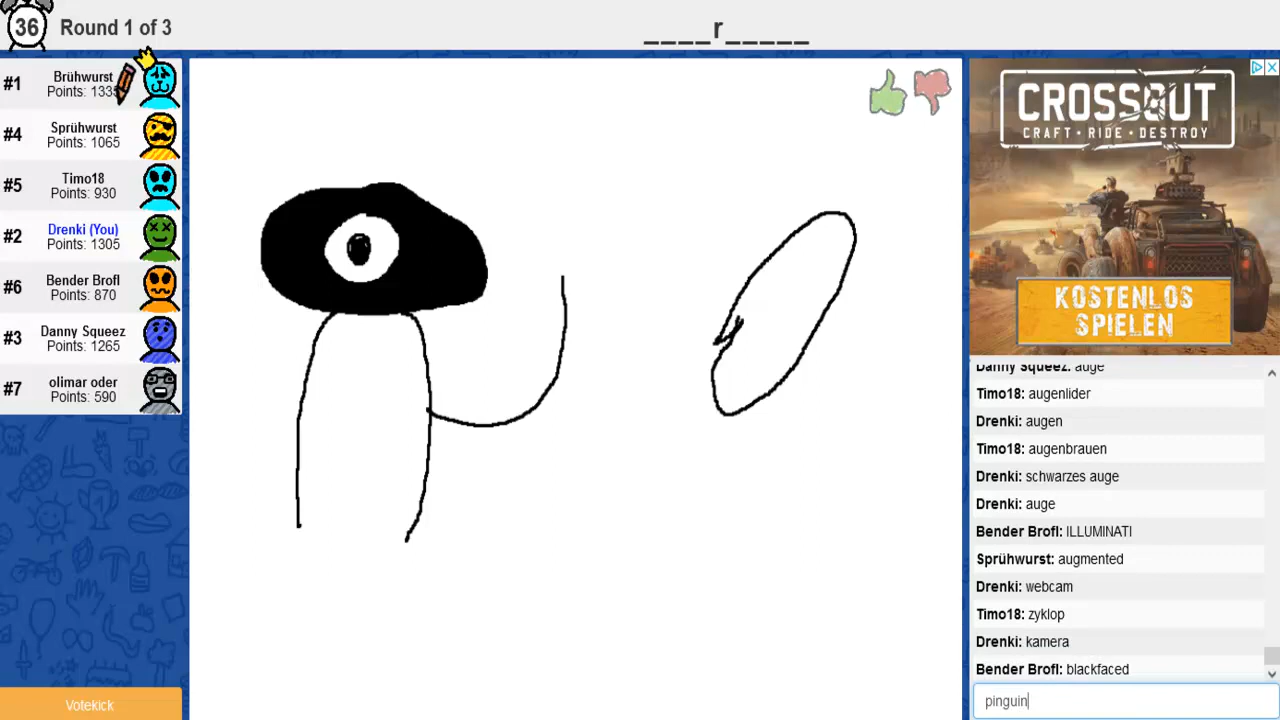 36
Round 1 of 3
____r_____
#1
Brühwurst
Points: 1335
#4
Sprühwurst
Points: 1065
#5
Timo18
Points: 930
#2
Drenki (You)
Points: 1305
#6
Bender Brofl
Points: 870
#3
Danny Squeez
Points: 1265
#7
olimar oder
Points: 590
Votekick
CROSSOUT
CRAFT · RIDE · DESTROY
KOSTENLOS
SPIELEN
Danny Squeez: auge
Timo18: augenlider
Drenki: augen
Timo18: augenbrauen
Drenki: schwarzes auge
Drenki: auge
Bender Brofl: ILLUMINATI
Sprühwurst: augmented
Drenki: webcam
Timo18: zyklop
Drenki: kamera
Bender Brofl: blackfaced
pinguin